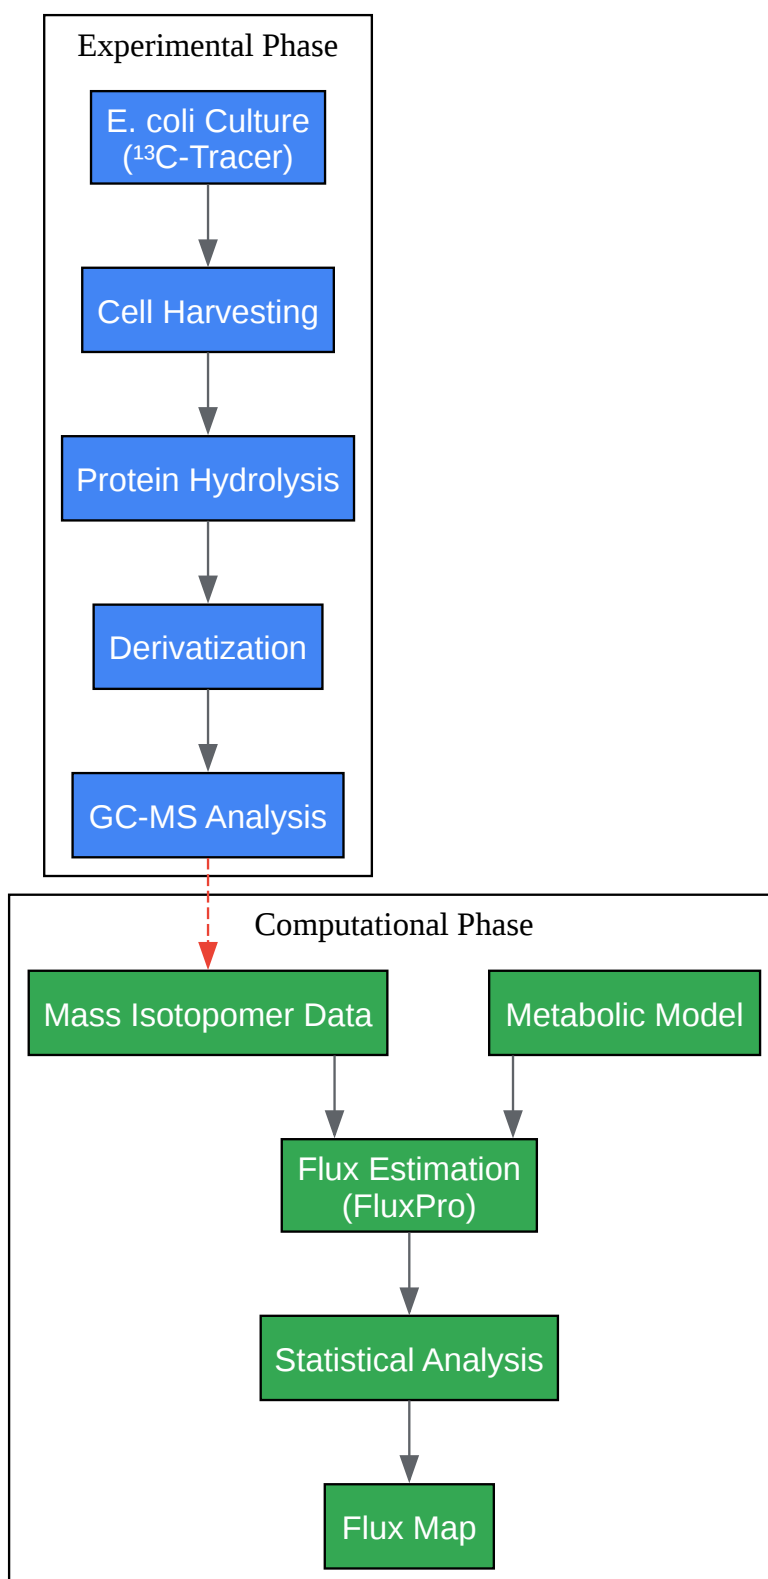 Experimental Phase
E. coli Culture
(¹³C-Tracer)
Cell Harvesting
Protein Hydrolysis
Derivatization
GC-MS Analysis
Computational Phase
Mass Isotopomer Data
Metabolic Model
Flux Estimation
(FluxPro)
Statistical Analysis
Flux Map